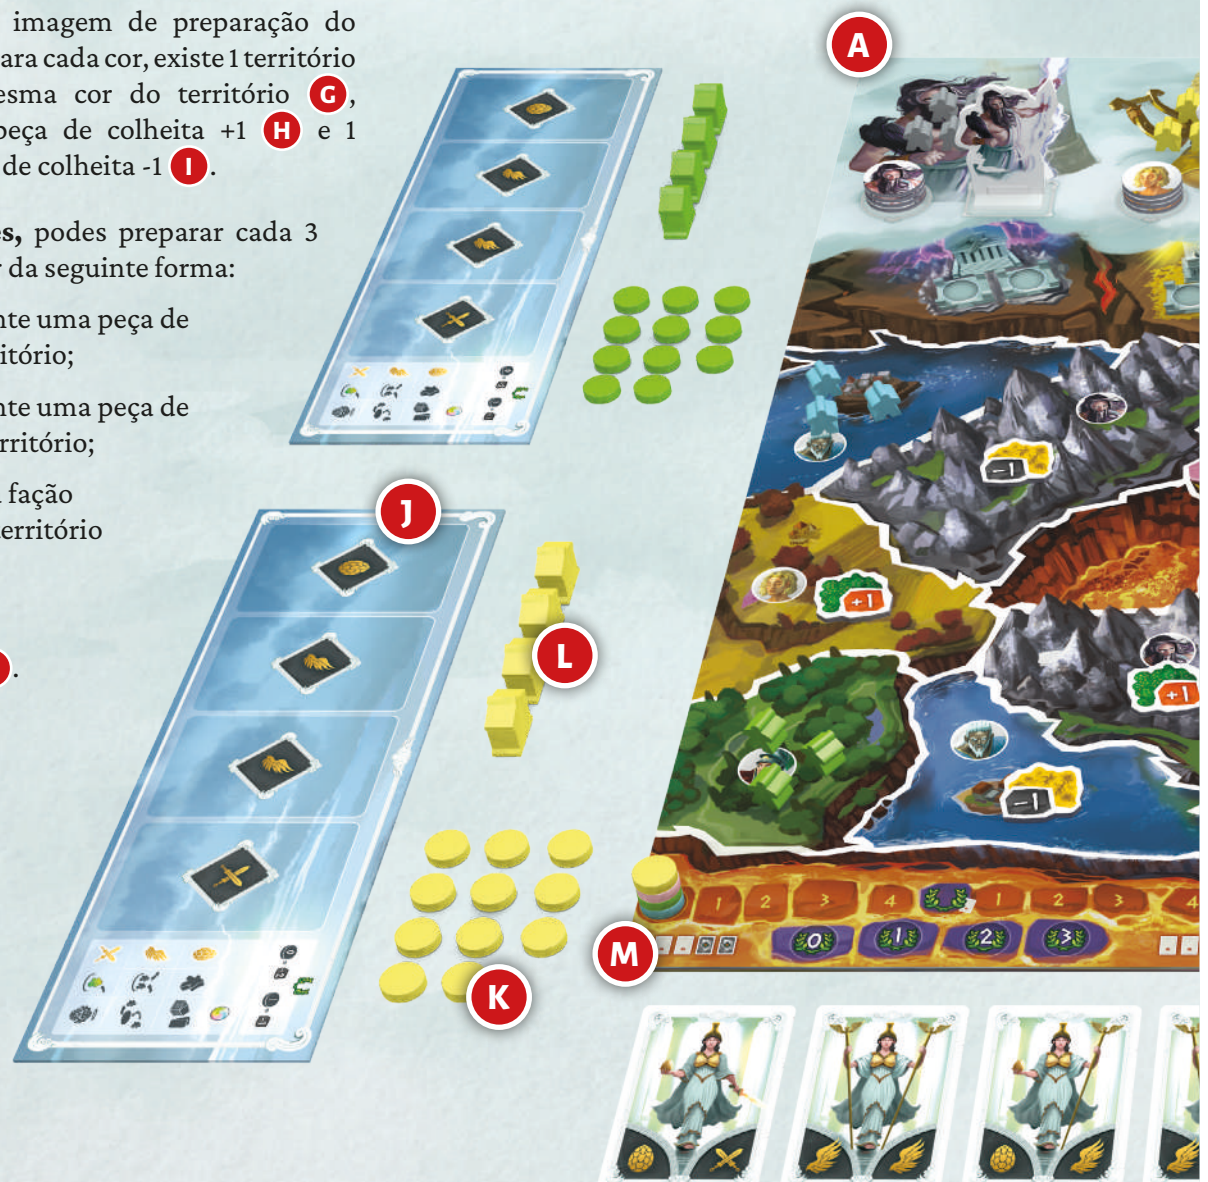 imagem de preparação do
ara cada cor, existe 1 território
esma cor do território G,
peça de colheita +1 H e 1
de colheita -1 I.
es, podes preparar cada 3
r da seguinte forma:
nte uma peça de
itório;
nte uma peça de
rritório;
a fação
território
.
A
-1
J
+1
L
+1
-1
1 2 3 4 1 2 3 4
M
0 1 2 3
K